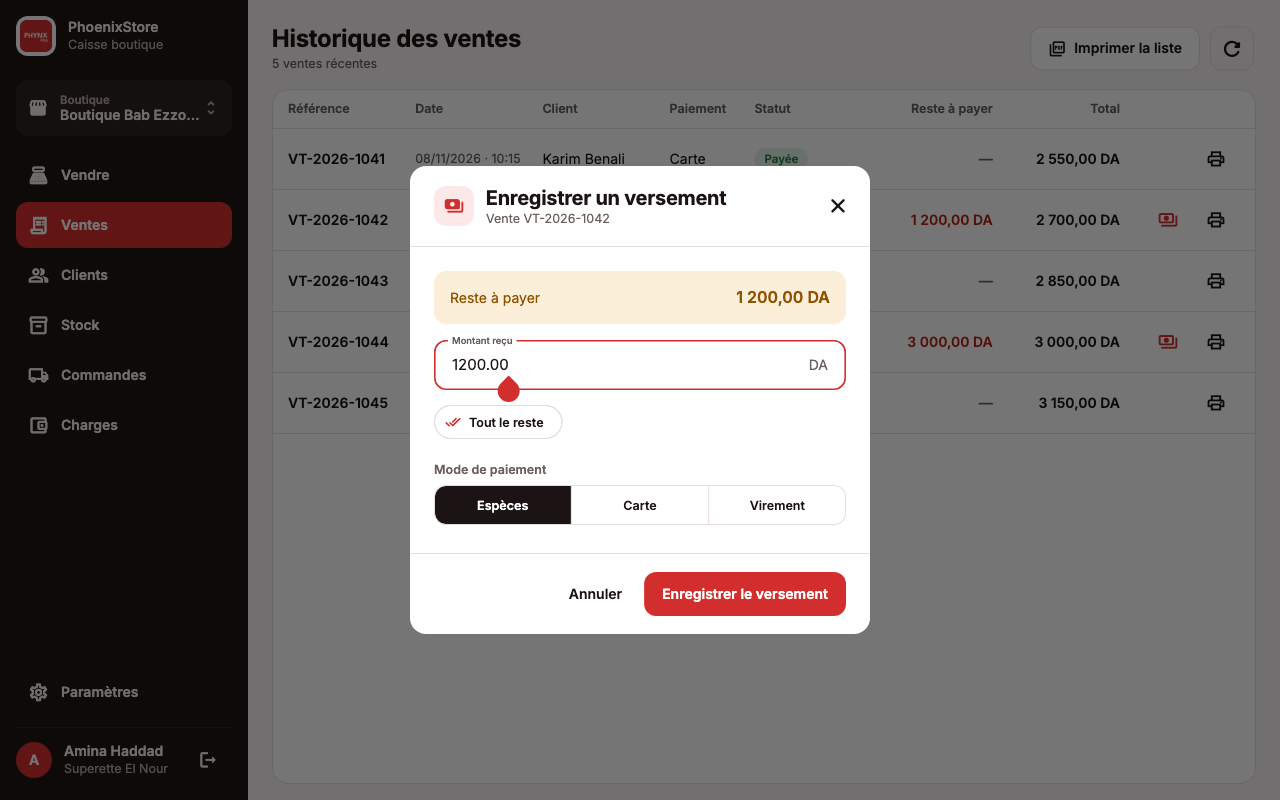 PHYNX
PhoenixStore
Caisse boutique
Boutique
Boutique Bab Ezzo...
Vendre
Ventes
Clients
Stock
Commandes
Charges
Paramètres
A
Amina Haddad
Superette El Nour
Historique des ventes
5 ventes récentes
Imprimer la liste
Référence Date Client Paiement Statut Reste à payer Total
VT-2026-1041 08/11/2026 · 10:15 Karim Benali Carte Payée — 2 550,00 DA
VT-2026-1042 1 200,00 DA 2 700,00 DA
VT-2026-1043 — 2 850,00 DA
VT-2026-1044 3 000,00 DA 3 000,00 DA
VT-2026-1045 — 3 150,00 DA
Enregistrer un versement
Vente VT-2026-1042
Reste à payer 1 200,00 DA
Montant reçu
1200.00 DA
Tout le reste
Mode de paiement
Espèces Carte Virement
Annuler Enregistrer le versement